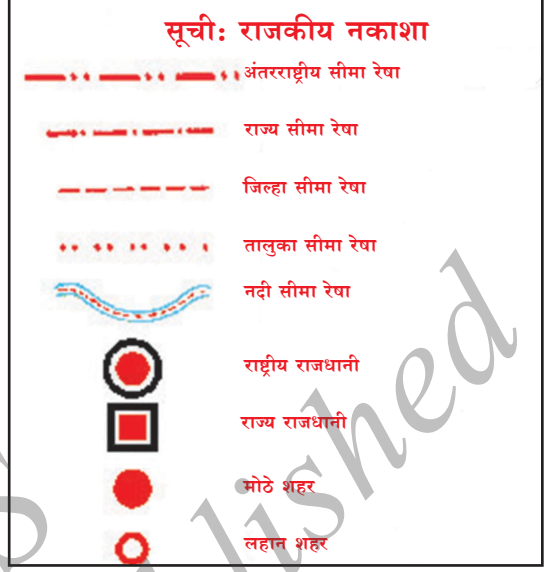 सूची: राजकीय नकाशा
अंतरराष्ट्रीय सीमा रेषा
राज्य सीमा रेषा
जिल्हा सीमा रेषा
तालुका सीमा रेषा
नदी सीमा रेषा
राष्ट्रीय राजधानी
राज्य राजधानी
मोठे शहर
लहान शहर